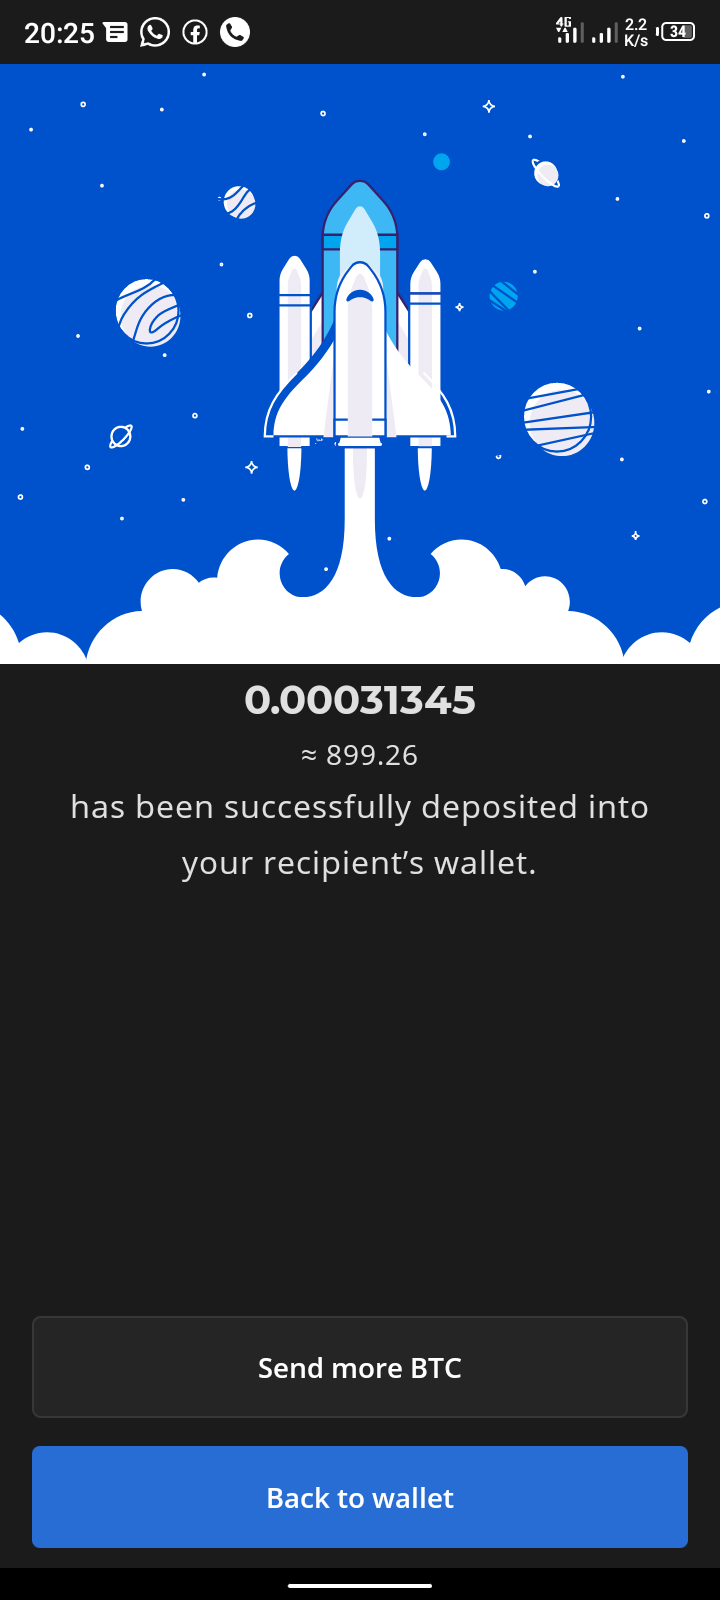 20:25
4G
2.2
K/s
34
0.00031345
≈ 899.26
has been successfully deposited into
your recipient’s wallet.
Send more BTC
Back to wallet